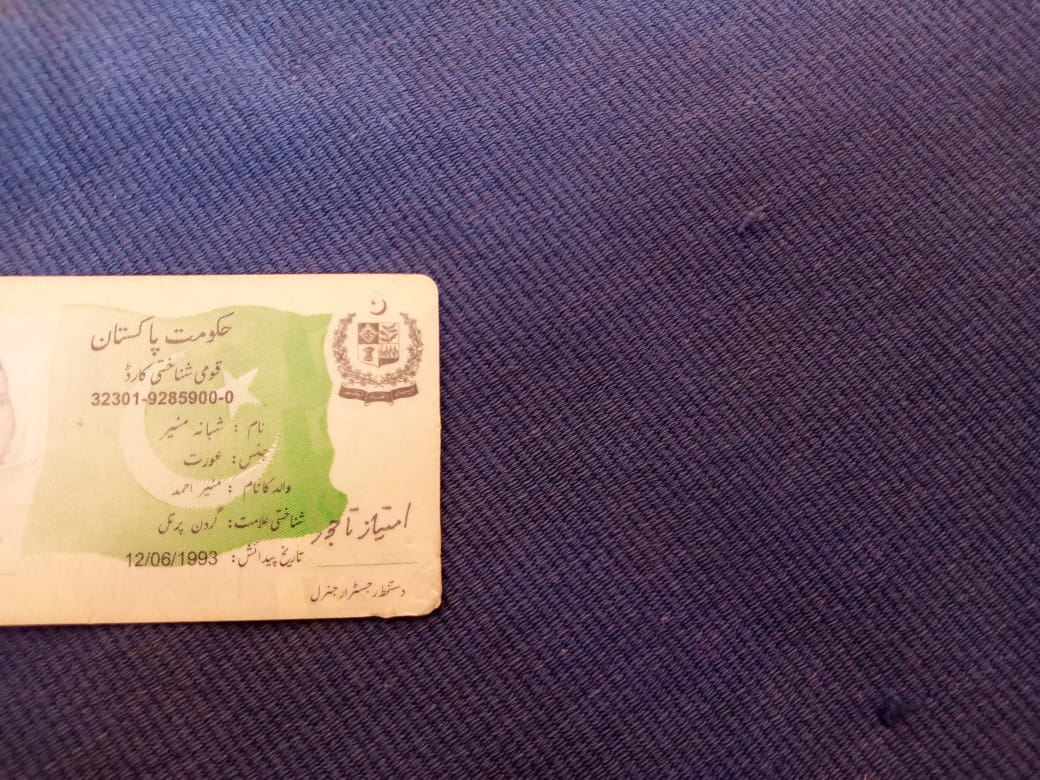 حکومت پاکستان
قومی شناختی کارڈ
32301-9285900-0
نام : شبانہ منیر
جنس: عورت
والد کا نام : منیر احمد
شناختی علامت: گردن پر تل
تاریخ پیدائش: 12/06/1993
امتیاز تاجر
دستخط رجسٹرار جنرل